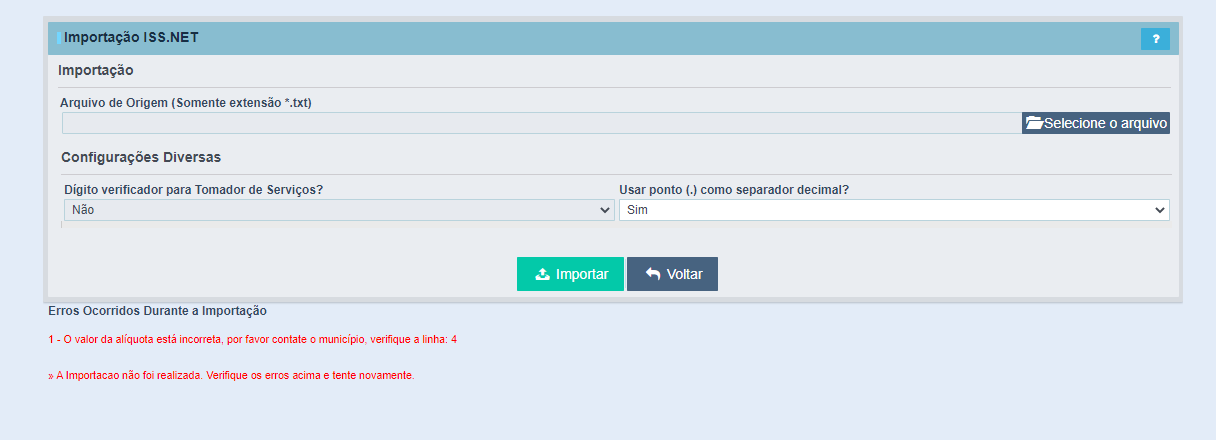 Importação ISS.NET
?
Importação
Arquivo de Origem (Somente extensão *.txt)
Selecione o arquivo
Configurações Diversas
Dígito verificador para Tomador de Serviços?
Usar ponto (.) como separador decimal?
Não
Sim
Importar
Voltar
Erros Ocorridos Durante a Importação
1 - O valor da alíquota está incorreta, por favor contate o município, verifique a linha: 4
» A Importacao não foi realizada. Verifique os erros acima e tente novamente.